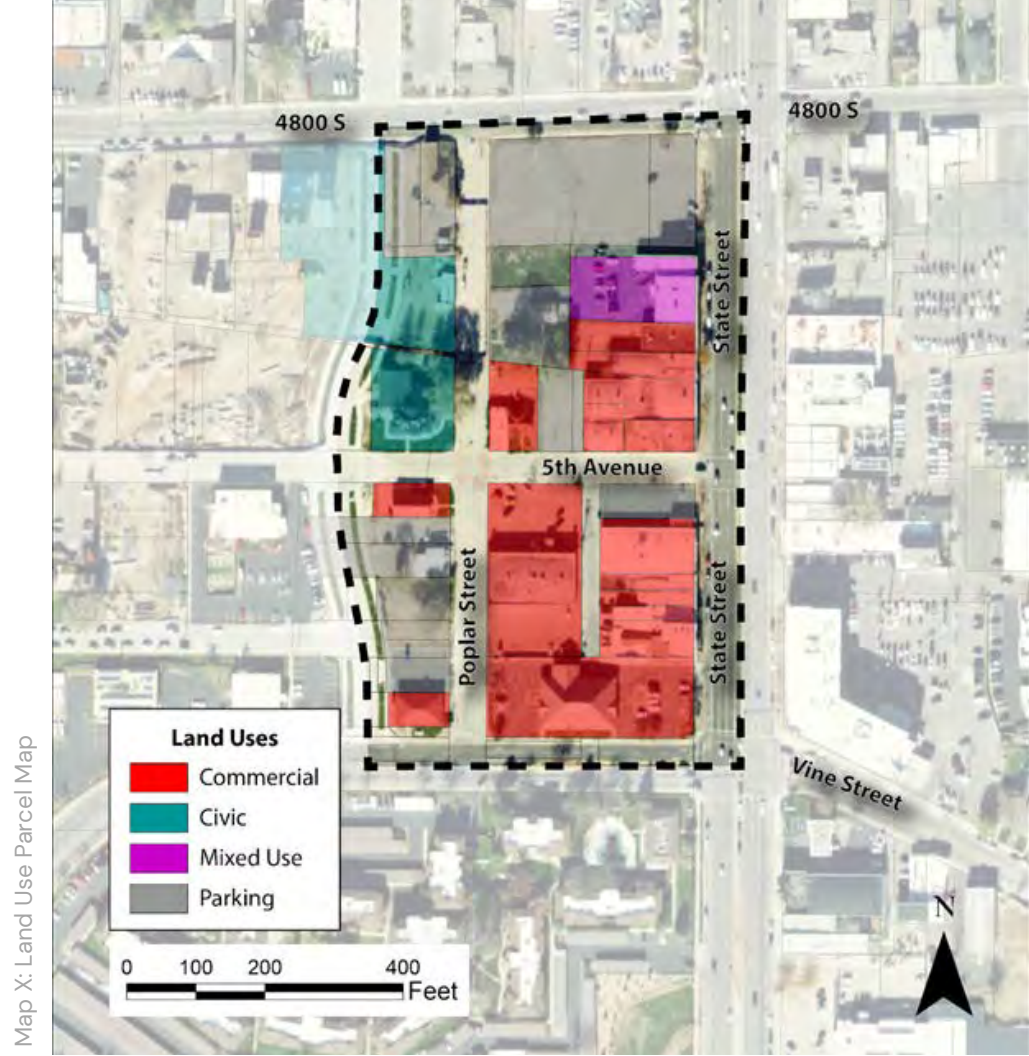 4800 S
4800 S
State Street
5th Avenue
Poplar Street
State Street
Vine Street
Land Uses
Commercial
Civic
Mixed Use
Parking
N
0 100 200 400
Feet
Map X: Land Use Parcel Map